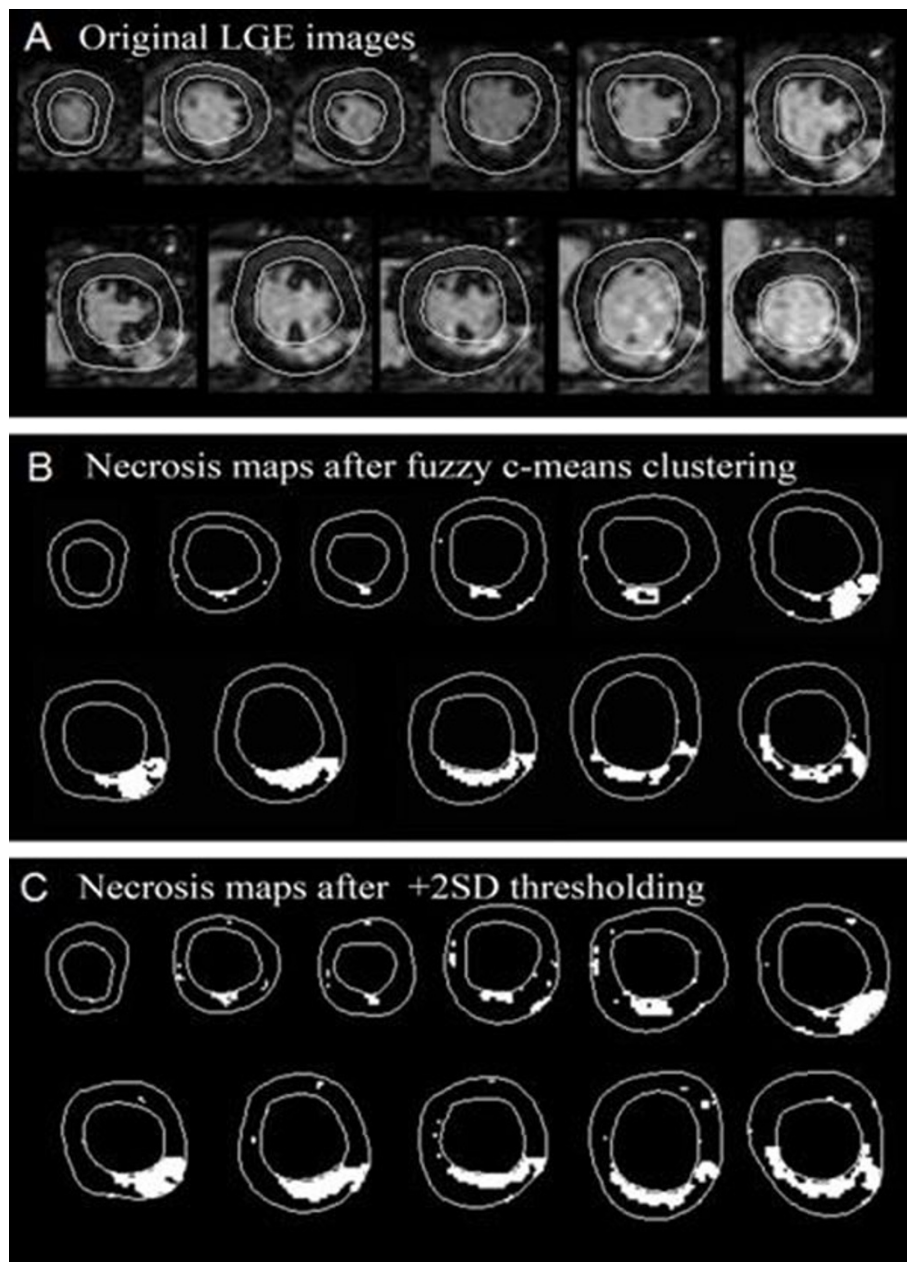 A Original LGE images
B Necrosis maps after fuzzy c-means clustering
C Necrosis maps after +2SD thresholding